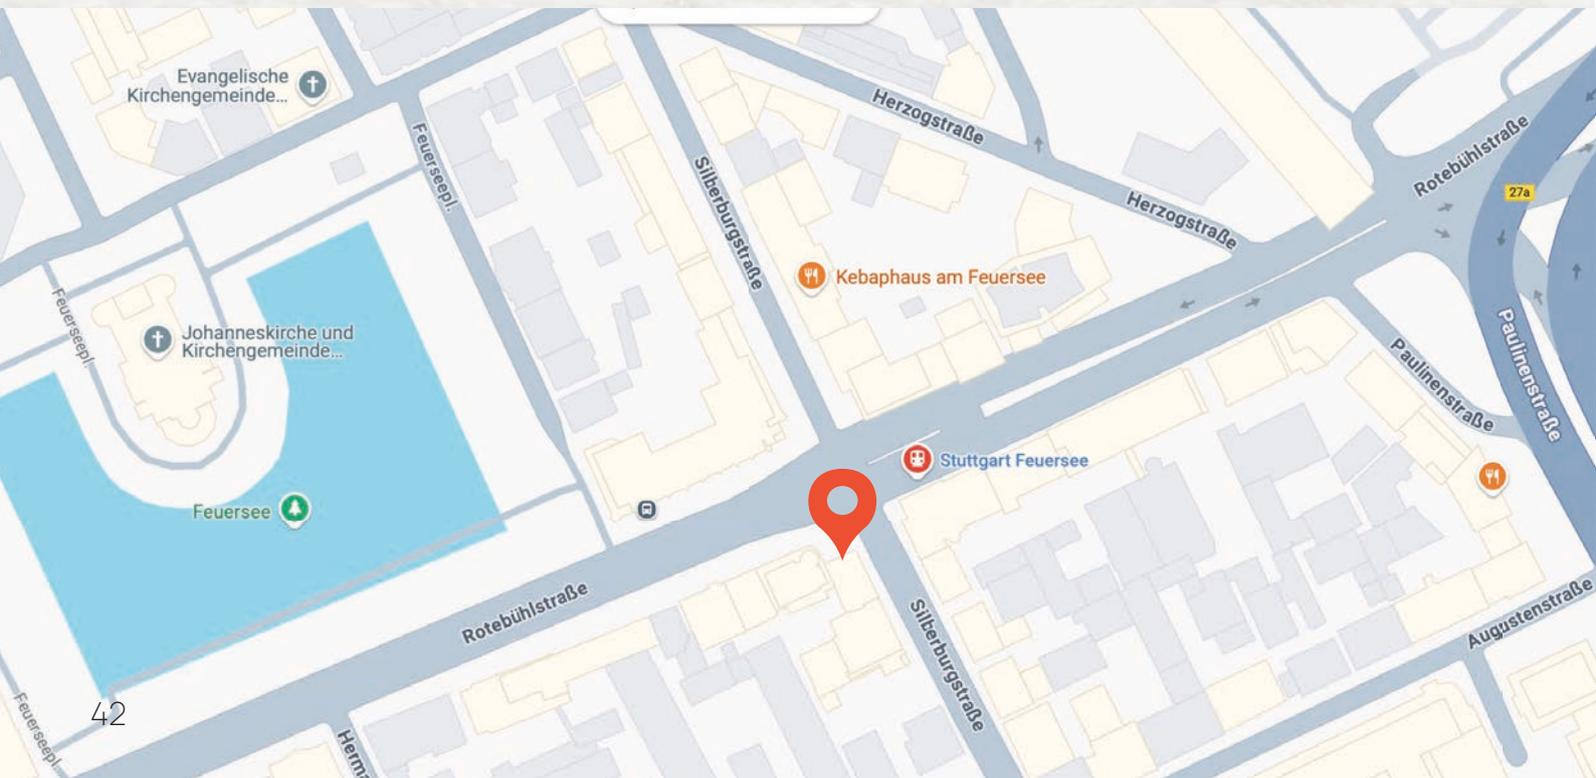 Evangelische
Kirchengemeinde...
Feuerseepl.
Herzogstraße
Rotebühlstraße
Silberburgstraße
27a
Herzogstraße
Kebaphaus am Feuersee
Feuerseepl.
Johanneskirche und
Kirchengemeinde...
Paulinenstraße
Paulinenstraße
Stuttgart Feuersee
Feuersee
Rotebühlstraße
Silberburgstraße
Augustenstraße
Feuerseepl.
42
Herma